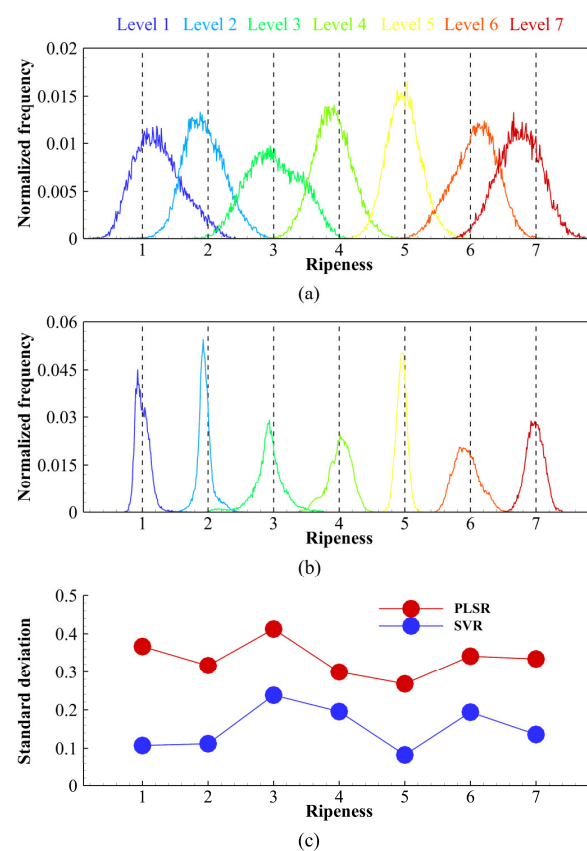 Level 1 Level 2 Level 3 Level 4 Level 5 Level 6 Level 7
0.02
0.015
0.01
0.005
0
Normalized frequency
1 2 3 4 5 6 7
Ripeness
(a)
0.06
0.045
0.03
0.015
0
Normalized frequency
1 2 3 4 5 6 7
Ripeness
(b)
0.5
0.4
0.3
0.2
0.1
0
Standard deviation
PLSR
SVR
1 2 3 4 5 6 7
Ripeness
(c)